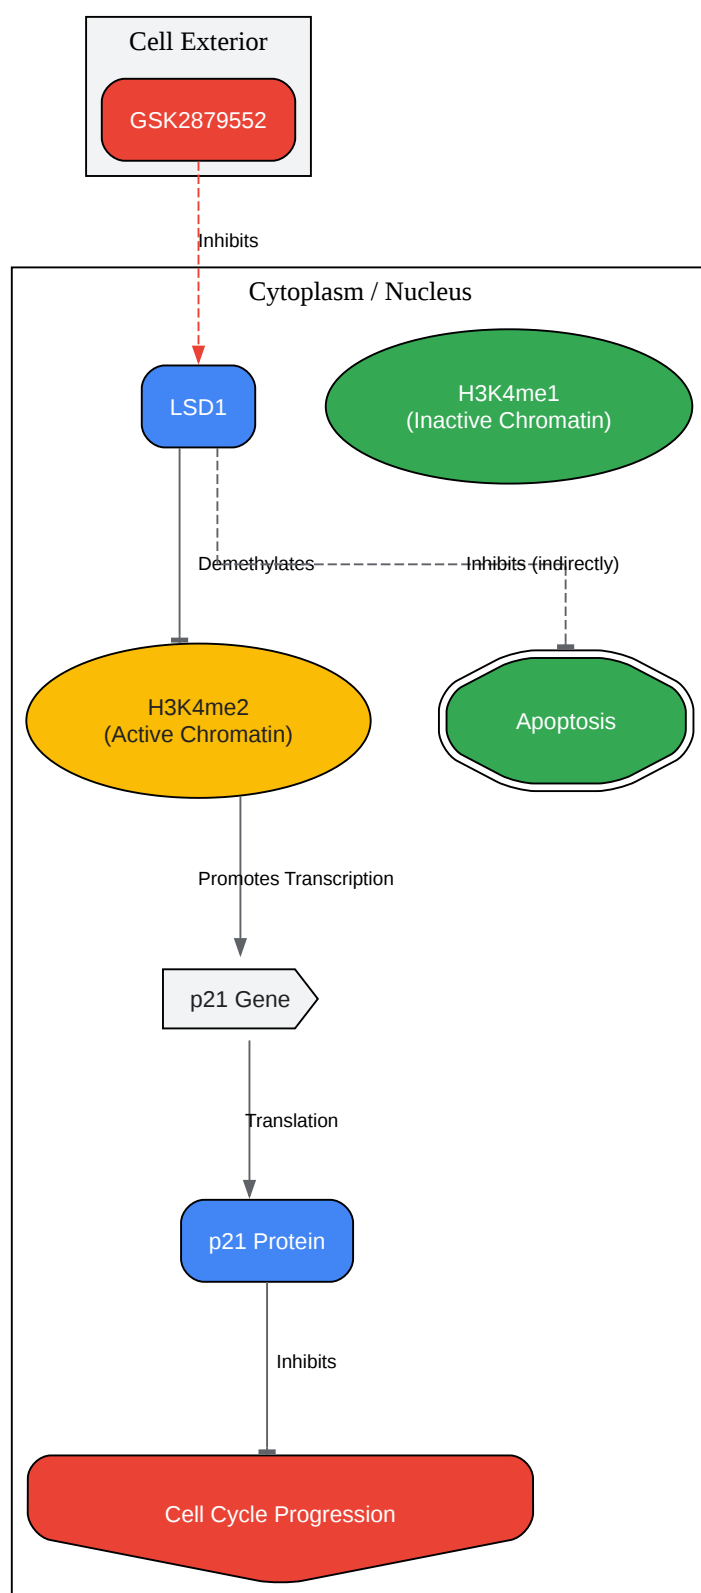 Cell Exterior
GSK2879552
Inhibits
Cytoplasm / Nucleus
LSD1
H3K4me1
(Inactive Chromatin)
Demethylates
Inhibits (indirectly)
H3K4me2
(Active Chromatin)
Apoptosis
Promotes Transcription
p21 Gene
Translation
p21 Protein
Inhibits
Cell Cycle Progression